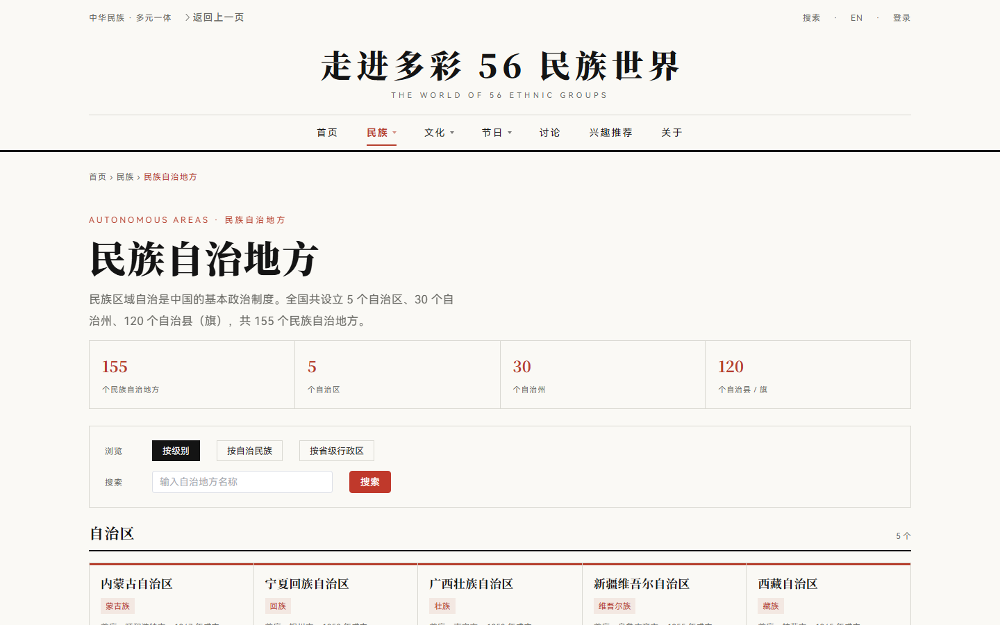 中华民族 · 多元一体 返回上一页 搜索 · EN · 登录
走进多彩 56 民族世界
THE WORLD OF 56 ETHNIC GROUPS
首页 民族 文化 节日 讨论 兴趣推荐 关于
首页 › 民族 › 民族自治地方
AUTONOMOUS AREAS · 民族自治地方
民族自治地方
民族区域自治是中国的基本政治制度。全国共设立 5 个自治区、30 个自
治州、120 个自治县（旗），共 155 个民族自治地方。
155 5 30 120
个民族自治地方 个自治区 个自治州 个自治县 / 旗
浏览 按级别 按自治民族 按省级行政区
搜索 输入自治地方名称 搜索
自治区 5 个
内蒙古自治区 宁夏回族自治区 广西壮族自治区 新疆维吾尔自治区 西藏自治区
蒙古族 回族 壮族 维吾尔族 藏族